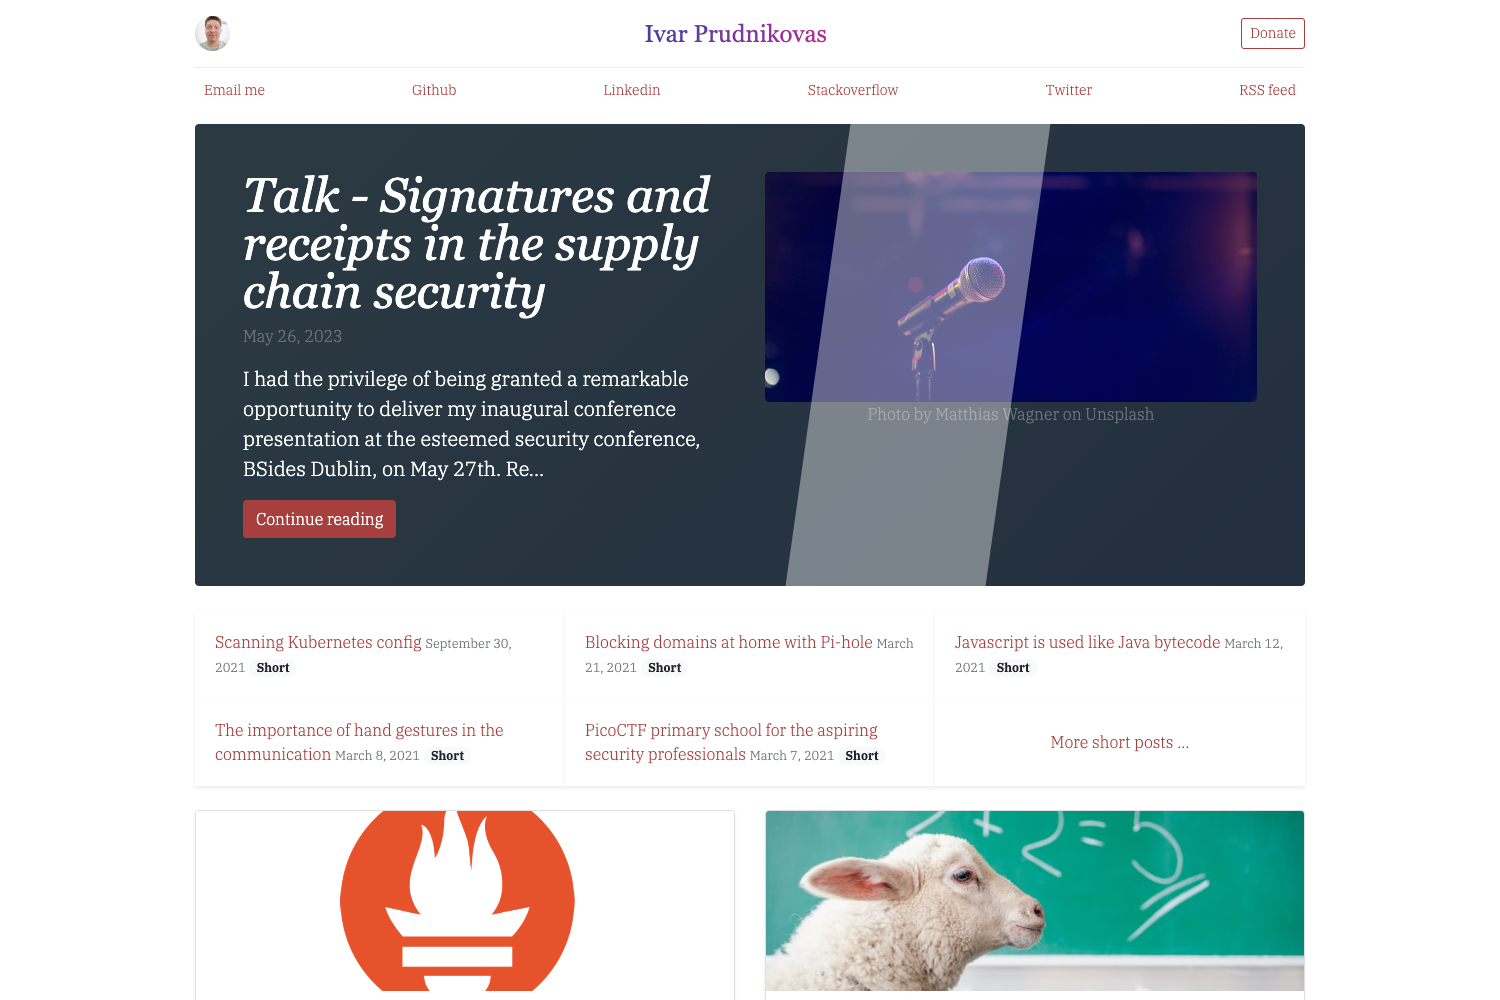 Ivar Prudnikovas
Donate
Email me
Github
Linkedin
Stackoverflow
Twitter
RSS feed
Talk - Signatures and
receipts in the supply
chain security
May 26, 2023
I had the privilege of being granted a remarkable
opportunity to deliver my inaugural conference
presentation at the esteemed security conference,
BSides Dublin, on May 27th. Re...
Continue reading
Photo by Matthias Wagner on Unsplash
Scanning Kubernetes config September 30,
2021 Short
Blocking domains at home with Pi-hole March
21, 2021 Short
Javascript is used like Java bytecode March 12,
2021 Short
The importance of hand gestures in the
communication March 8, 2021 Short
PicoCTF primary school for the aspiring
security professionals March 7, 2021 Short
More short posts ...
2 + 2 = 5